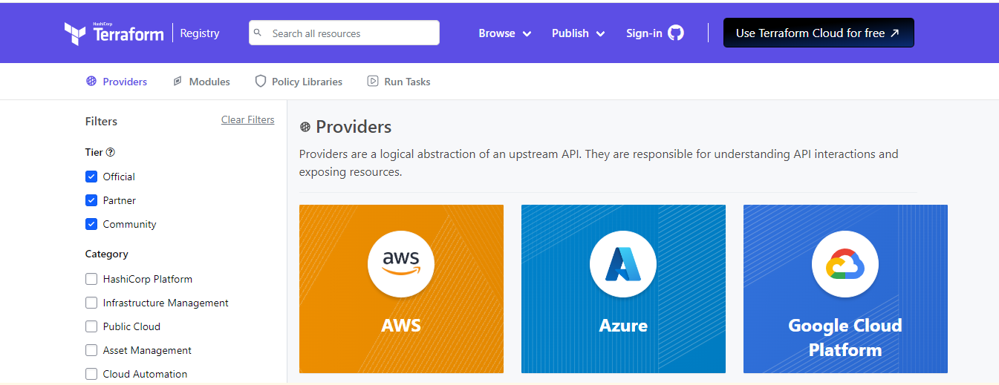 HashiCorp
Terraform
Registry
Search all resources
Browse
Publish
Sign-in
Use Terraform Cloud for free
Providers
Modules
Policy Libraries
Run Tasks
Filters
Clear Filters
Tier
Official
Partner
Community
Category
HashiCorp Platform
Infrastructure Management
Public Cloud
Asset Management
Cloud Automation
Providers
Providers are a logical abstraction of an upstream API. They are responsible for understanding API interactions and
exposing resources.
aws
AWS
Azure
Google Cloud
Platform